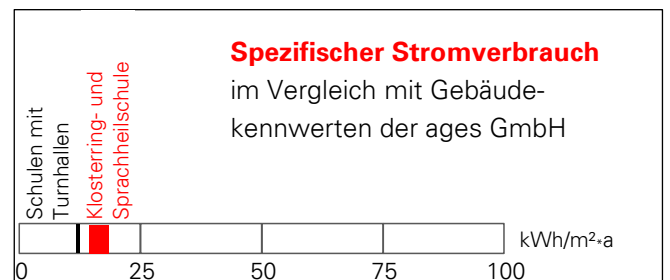 Spezifischer Stromverbrauch
im Vergleich mit Gebäude-
kennwerten der ages GmbH
Schulen mit
Turnhallen
Klosterring- und
Sprachheilschule
kWh/m²*a
0 25 50 75 100